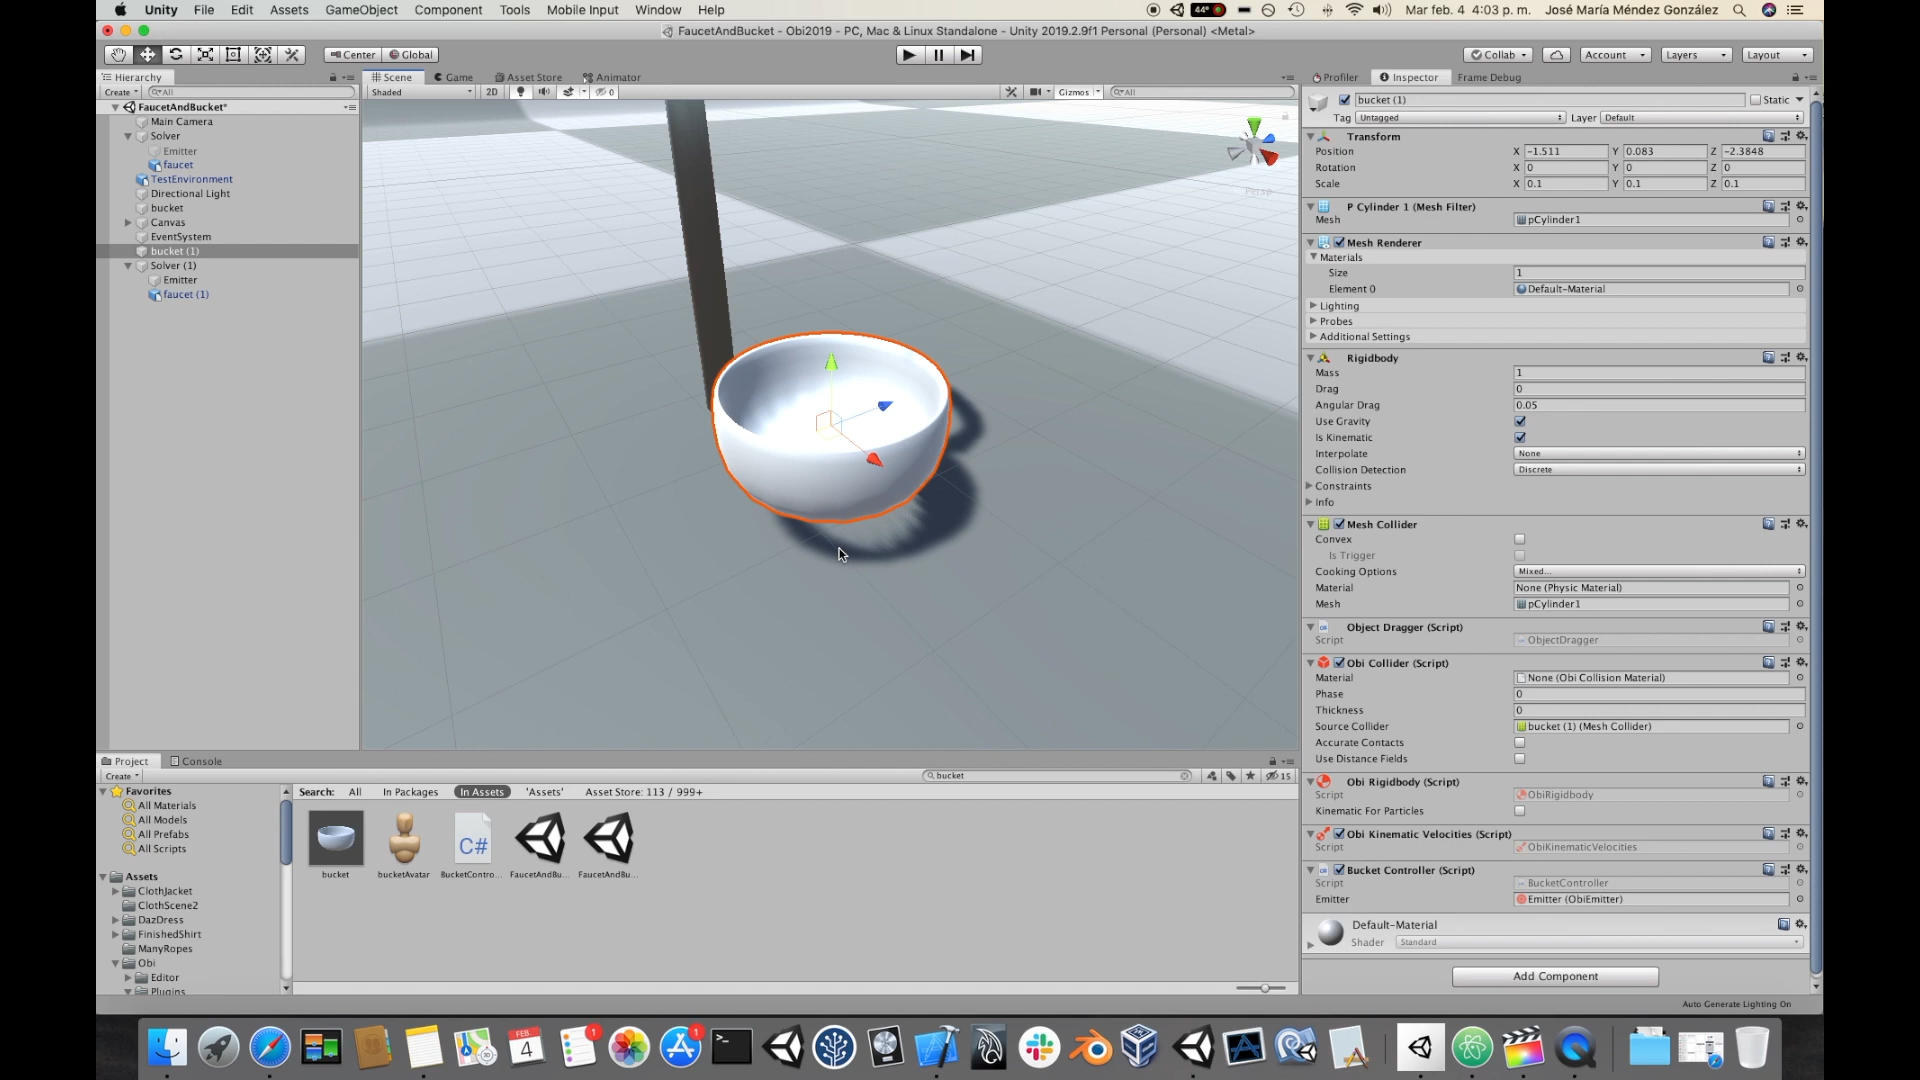 Unity File Edit Assets GameObject Component Tools Mobile Input Window Help
44° Mar feb. 4 4:03 p. m. José María Méndez González
FaucetAndBucket - Obi2019 - PC, Mac & Linux Standalone - Unity 2019.2.9f1 Personal (Personal) <Metal>
Center Global Collab Account Layers Layout
Hierarchy Scene Game Asset Store Animator Profiler Inspector Frame Debug
Create All Shaded 2D 0 Gizmos All
FaucetAndBucket*
Main Camera
Solver
Emitter
faucet
TestEnvironment
Directional Light
bucket
Canvas
EventSystem
bucket (1)
Solver (1)
Emitter
faucet (1)
Persp
bucket (1) Static
Tag Untagged Layer Default
Transform
Position X -1.511 Y 0.083 Z -2.3848
Rotation X 0 Y 0 Z 0
Scale X 0.1 Y 0.1 Z 0.1
P Cylinder 1 (Mesh Filter)
Mesh pCylinder1
Mesh Renderer
Materials
Size 1
Element 0 Default-Material
Lighting
Probes
Additional Settings
Rigidbody
Mass 1
Drag 0
Angular Drag 0.05
Use Gravity
Is Kinematic
Interpolate None
Collision Detection Discrete
Constraints
Info
Mesh Collider
Convex
Is Trigger
Cooking Options Mixed...
Material None (Physic Material)
Mesh pCylinder1
Object Dragger (Script)
Script ObjectDragger
Obi Collider (Script)
Material None (Obi Collision Material)
Phase 0
Thickness 0
Source Collider bucket (1) (Mesh Collider)
Accurate Contacts
Use Distance Fields
Obi Rigidbody (Script)
Script ObiRigidbody
Kinematic For Particles
Obi Kinematic Velocities (Script)
Script ObiKinematicVelocities
Bucket Controller (Script)
Script BucketController
Emitter Emitter (ObiEmitter)
Default-Material
Shader Standard
Add Component
Auto Generate Lighting On
Project Console
Create bucket 15
Favorites
All Materials
All Models
All Prefabs
All Scripts
Assets
ClothJacket
ClothScene2
DazDress
FinishedShirt
ManyRopes
Obi
Editor
Plugins
Search: All In Packages In Assets 'Assets' Asset Store: 113 / 999+
C#
bucket bucketAvatar BucketContro... FaucetAndBu... FaucetAndBu...
FEB. 4 1 1